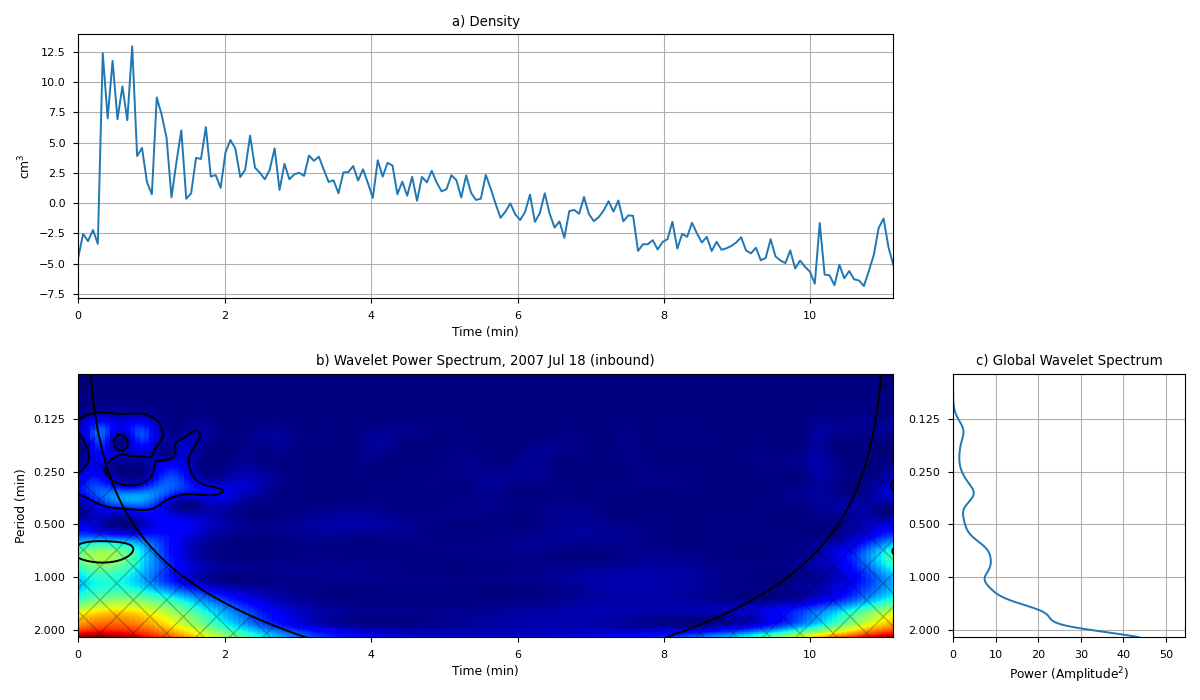 a) Density
12.5
10.0
7.5
5.0
2.5
0.0
−2.5
−5.0
−7.5
cm³
0 2 4 6 8 10
Time (min)
b) Wavelet Power Spectrum, 2007 Jul 18 (inbound)
0.125
0.250
0.500
1.000
2.000
Period (min)
0 2 4 6 8 10
Time (min)
c) Global Wavelet Spectrum
0.125
0.250
0.500
1.000
2.000
0 10 20 30 40 50
Power (Amplitude²)